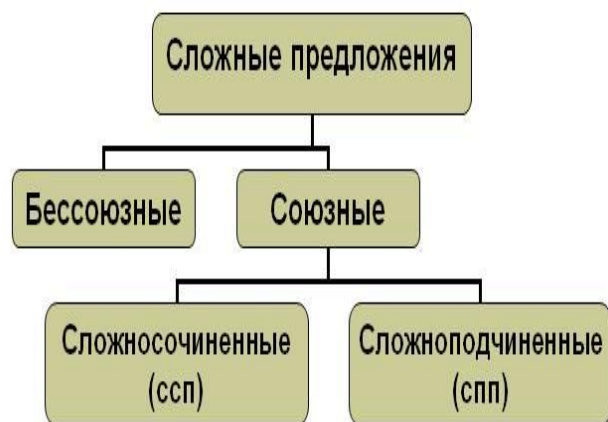 Сложные предложения
Бессоюзные
Союзные
Сложносочиненные
(ссп)
Сложноподчиненные
(спп)